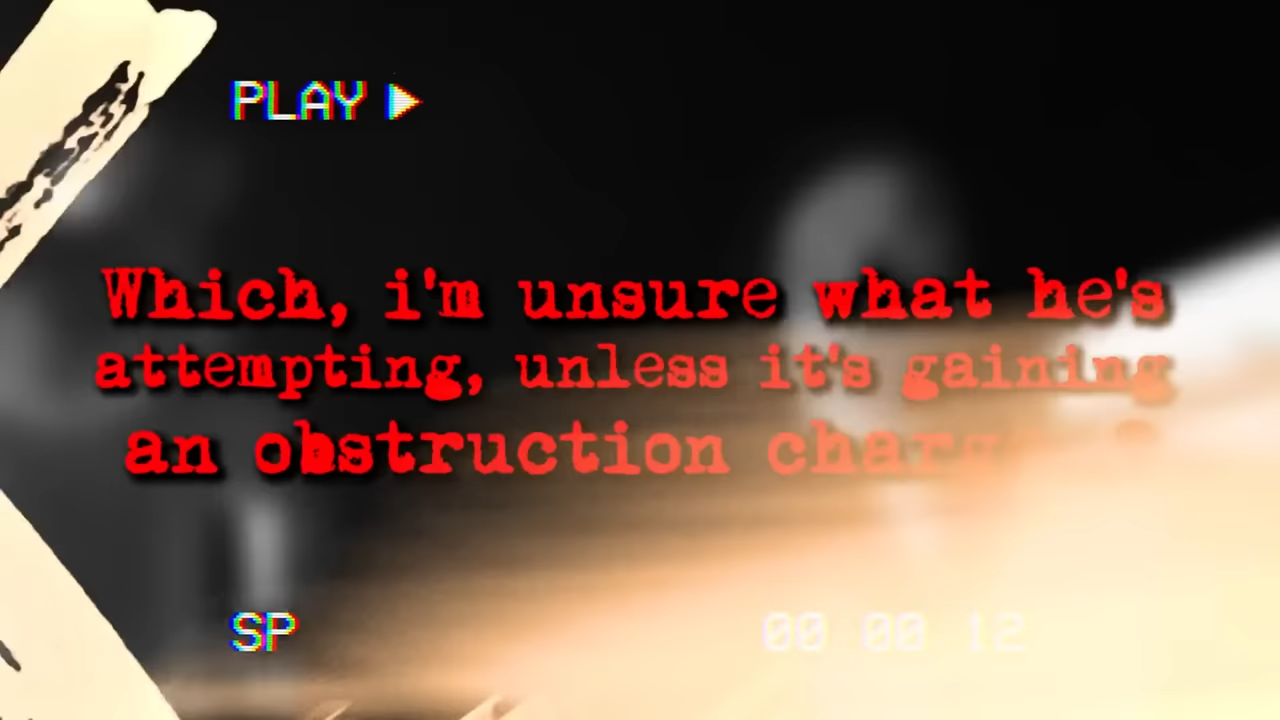 PLAY
Which, i'm unsure what he's
attempting, unless it's gaining
an obstruction
SP
00 00 12